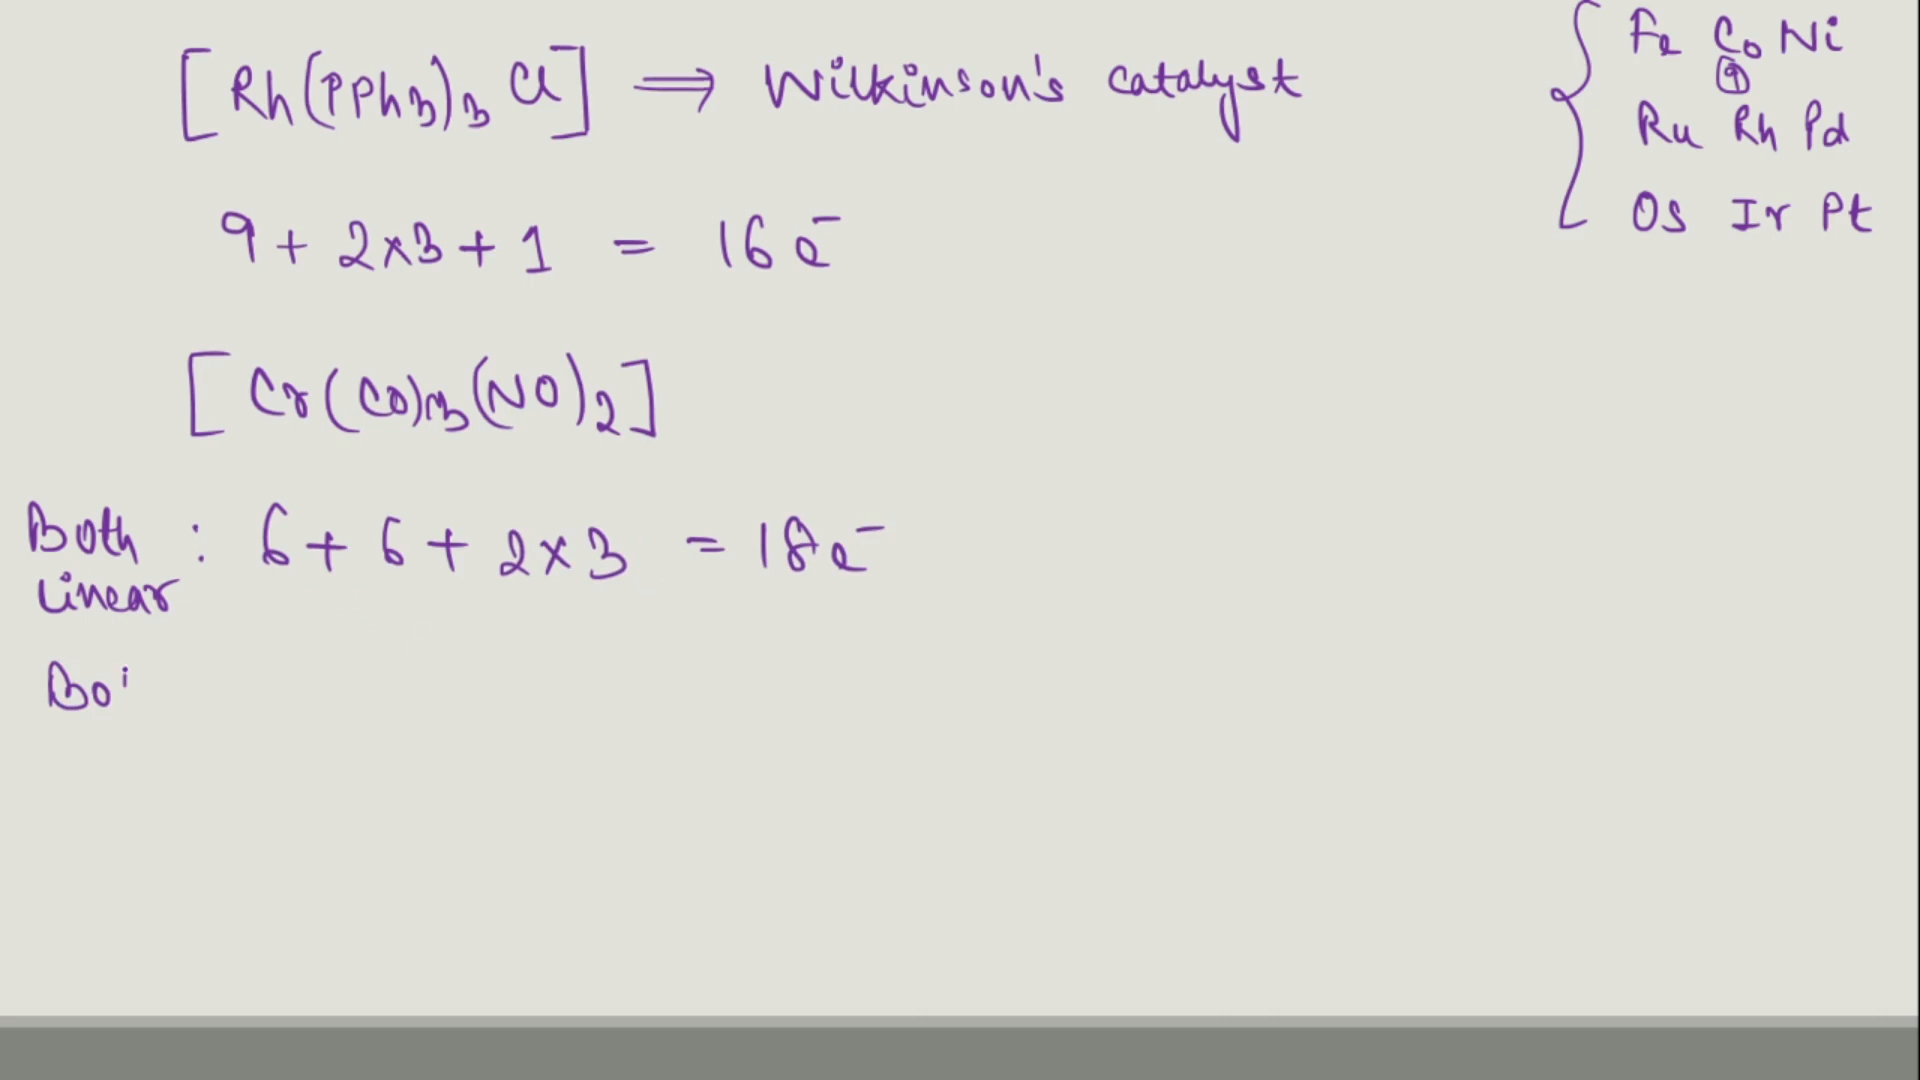 [Rh(PPh3)3 Cl] ⟹ Wilkinson's catalyst
9 + 2×3 + 1 = 16 e⁻
[Cr(CO)3(NO)2]
Both : 6 + 6 + 2×3 = 18e⁻
linear
Fe Co Ni
9
Ru Rh Pd
Os Ir Pt